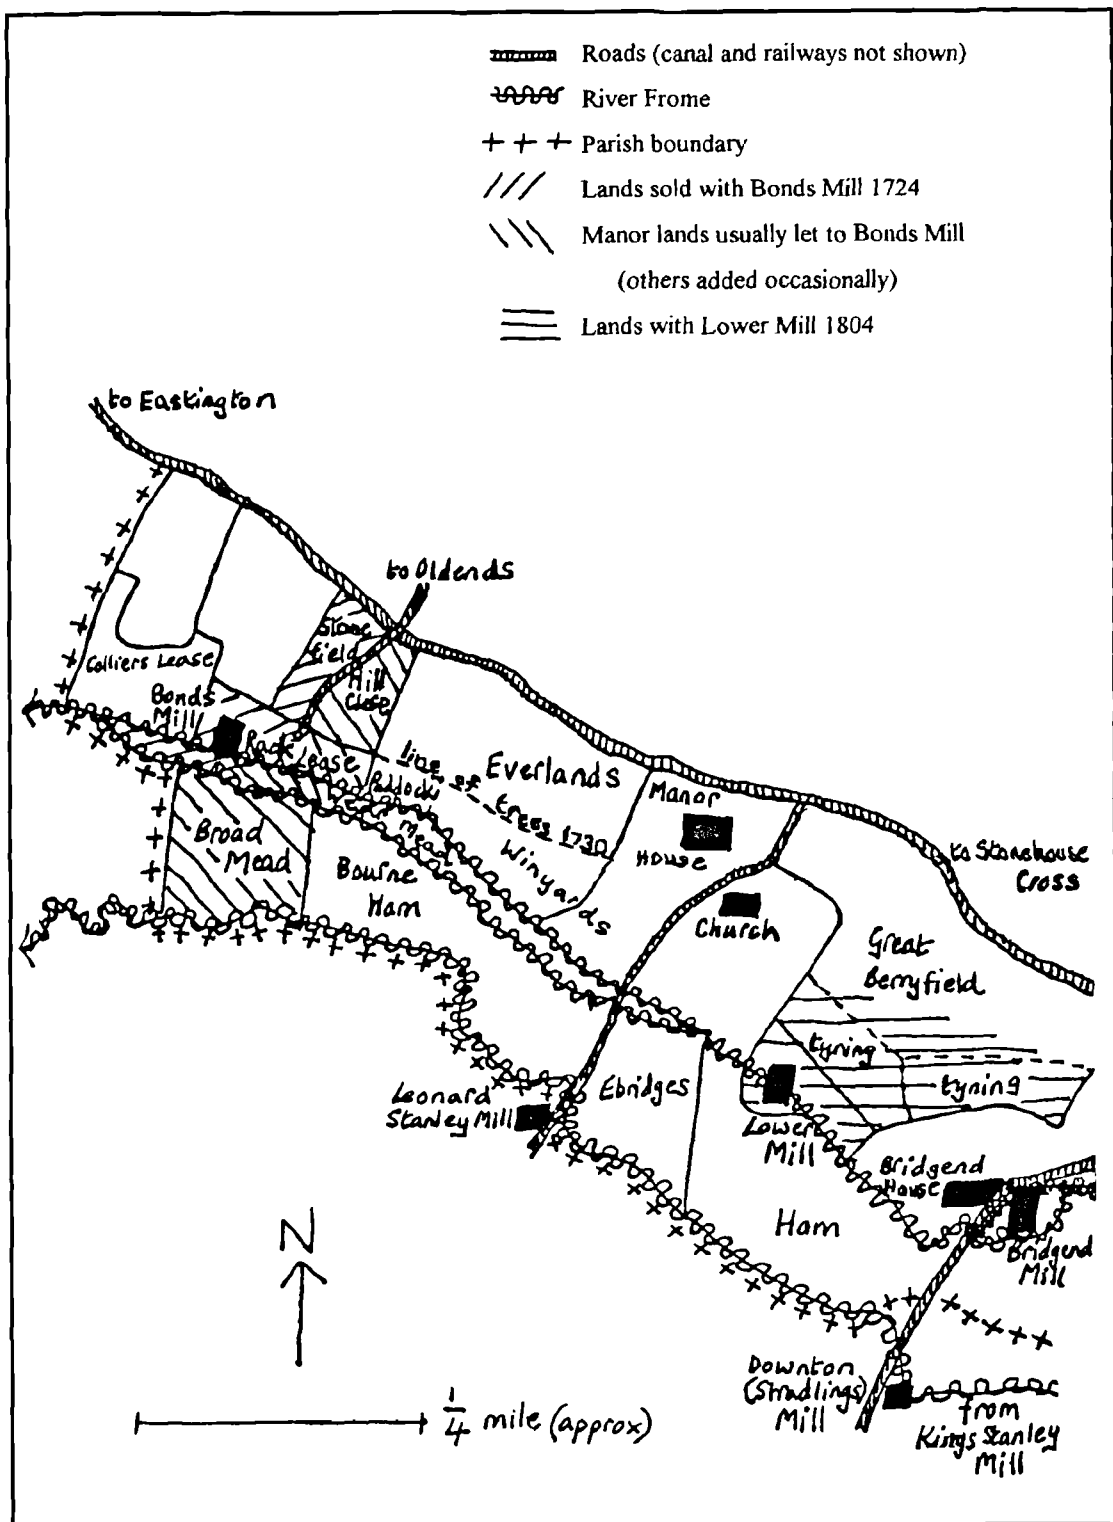 Roads (canal and railways not shown)
River Frome
Parish boundary
Lands sold with Bonds Mill 1724
Manor lands usually let to Bonds Mill
(others added occasionally)
Lands with Lower Mill 1804
to Eastington
to Oldends
Stone
field
Colliers Lease
Hill
Close
Bonds
Mill
Rack
Lease
line of
trees 1730
Everlands
Paddocks
Mead
Winyards
Manor
House
Broad
Mead
Bourne
Ham
to Stonehouse
Cross
Church
Great
Berryfield
tyning
tyning
Leonard
Stanley Mill
Ebridges
Lower
Mill
Bridgend
House
Ham
Bridgend
Mill
N
Downton
(Stradlings)
Mill
1/4 mile (approx)
from
Kings Stanley
Mill